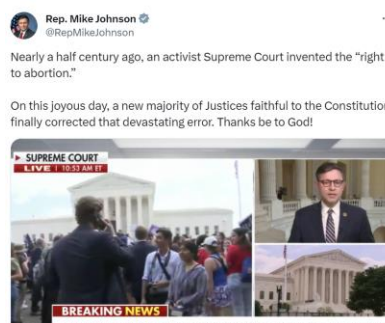 Rep. Mike Johnson
@RepMikeJohnson
Nearly a half century ago, an activist Supreme Court invented the “right
to abortion.”
On this joyous day, a new majority of Justices faithful to the Constitution
finally corrected that devastating error. Thanks be to God!
SUPREME COURT
LIVE 10:53 AM ET
BREAKING NEWS